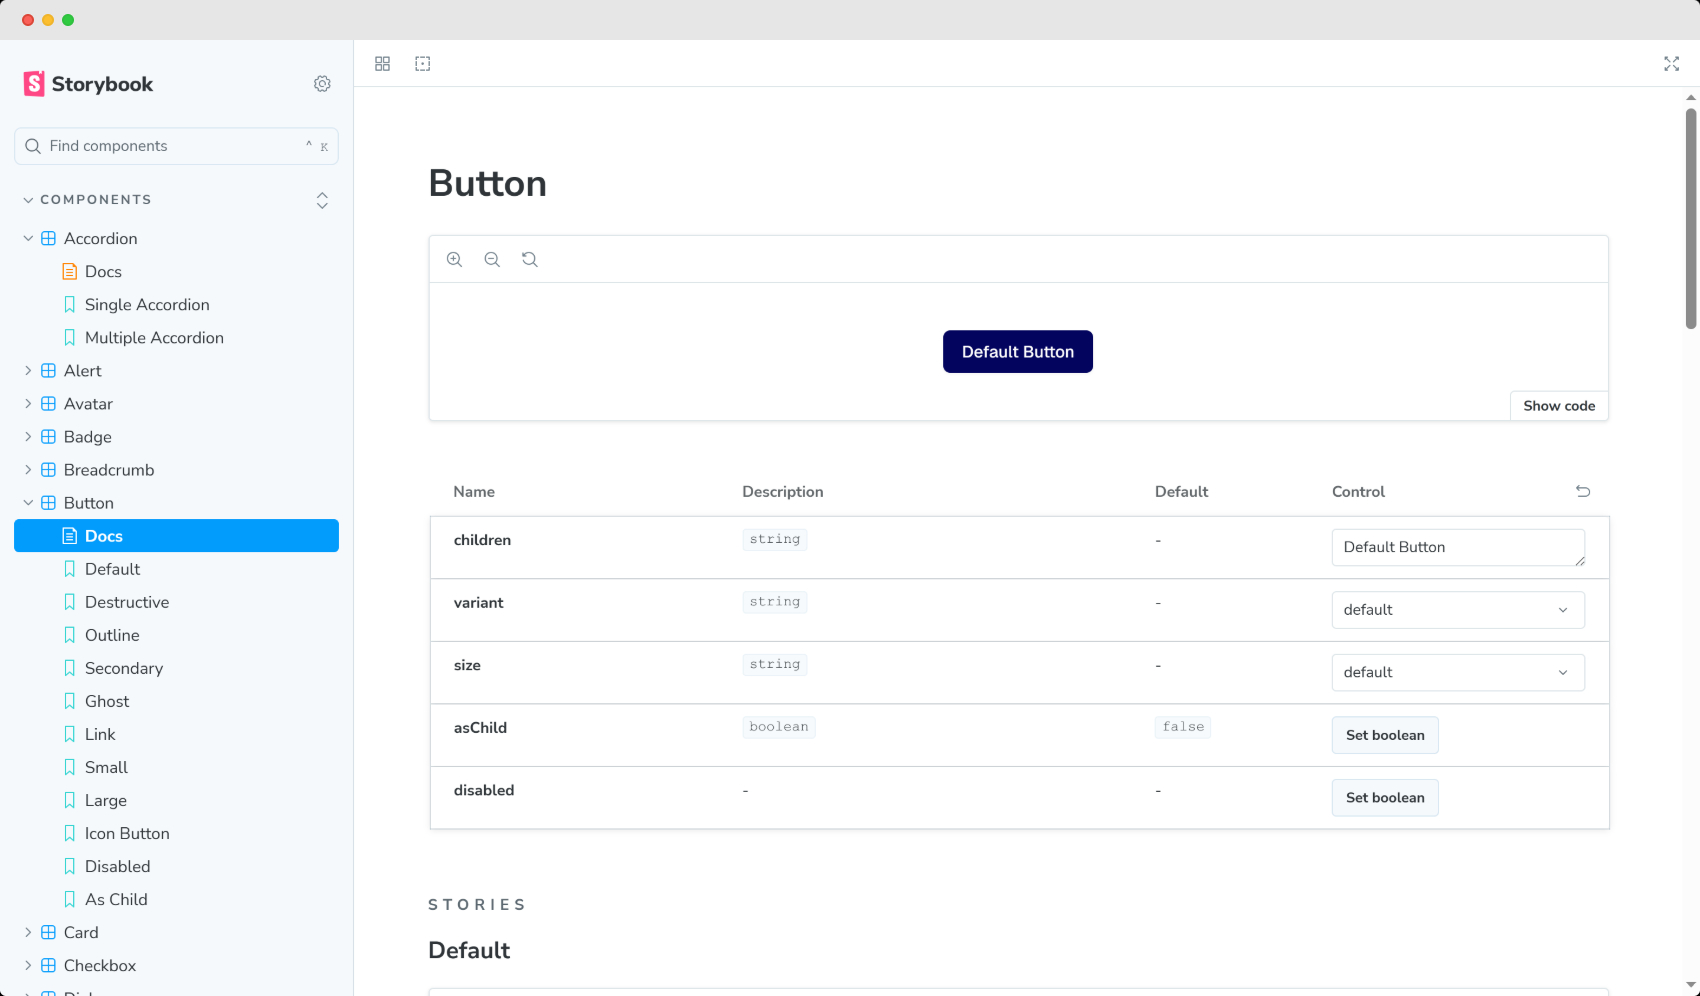 Storybook
Find components
^ K
COMPONENTS
Accordion
Docs
Single Accordion
Multiple Accordion
Alert
Avatar
Badge
Breadcrumb
Button
Docs
Default
Destructive
Outline
Secondary
Ghost
Link
Small
Large
Icon Button
Disabled
As Child
Card
Checkbox
Button
Default Button
Show code
Name Description Default Control
children string - Default Button
variant string - default
size string - default
asChild boolean false Set boolean
disabled - - Set boolean
STORIES
Default